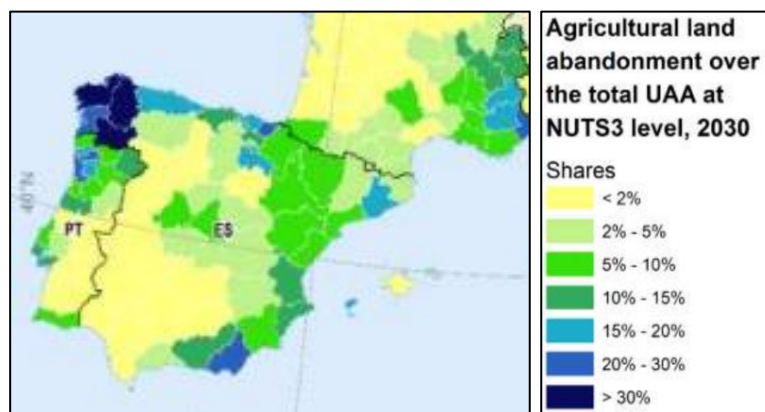 Agricultural land
abandonment over
the total UAA at
NUTS3 level, 2030
Shares
< 2%
2% - 5%
5% - 10%
10% - 15%
15% - 20%
20% - 30%
> 30%
40°N
PT
ES